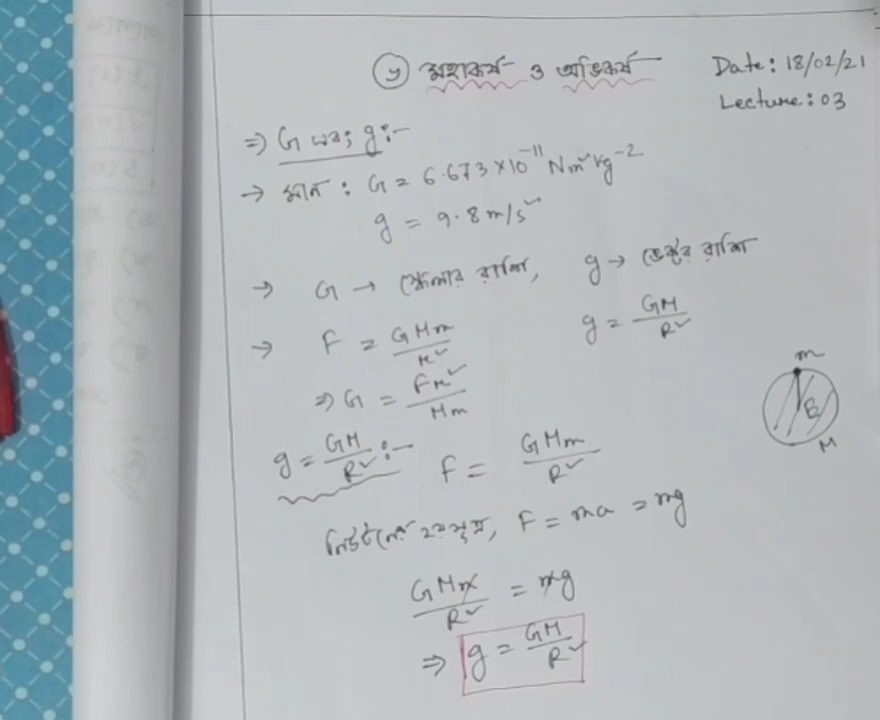 ৩ মহাকর্ষ ও অভিকর্ষ Date: 18/02/21
Lecture: 03
⇒ G এবং g:-
→ মান: G = 6.673×10⁻¹¹ Nm²kg⁻²
g = 9.8 m/s²
→ G → স্কেলার রাশি, g → ভেক্টর রাশি
→ F = GMm/r² g = GM/R²
⇒ G = Fr²/Mm
m
R
M
g = GM/R² :- F = GMm/R²
নিউটনের ২য় সূত্র, F = ma = mg
GMm/R² = mg
⇒ g = GM/R²